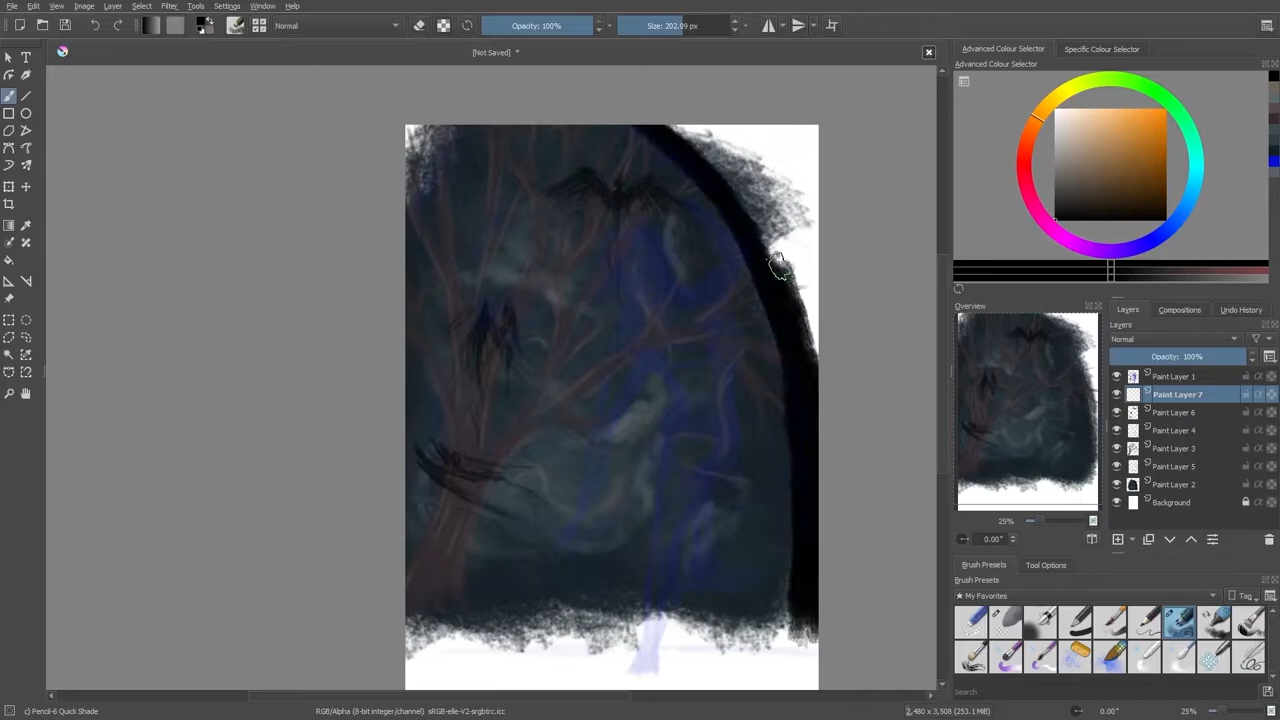 File Edit View Image Layer Select Filter Tools Settings Window Help
Normal Opacity: 100% Size: 202.09 px
[Not Saved] *
Advanced Colour Selector Specific Colour Selector
Advanced Colour Selector
Overview
25%
0.00°
Layers Compositions Undo History
Layers
Normal
Opacity: 100%
Paint Layer 1
Paint Layer 7
Paint Layer 6
Paint Layer 4
Paint Layer 3
Paint Layer 5
Paint Layer 2
Background
Brush Presets Tool Options
Brush Presets
★ My Favorites Tag
Search
c) Pencil-6 Quick Shade RGB/Alpha (8-bit integer/channel) sRGB-elle-V2-srgbtrc.icc 2,480 x 3,508 (253.1 MiB) 0.00° 25%